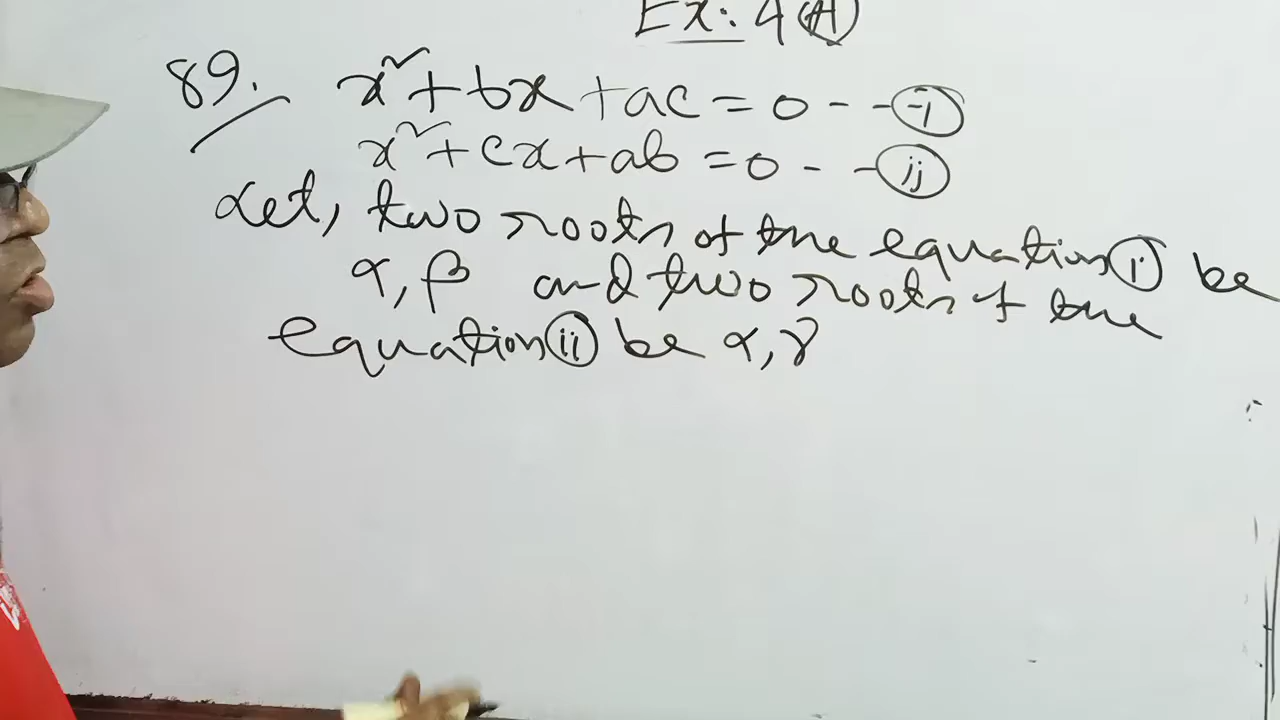 Ex: 4(A)
89. x² + bx + ac = 0 - - (i)
x² + cx + ab = 0 - - (ii)
Let, two roots of the equation (i) be
α, β and two roots of the
equation (ii) be α, γ